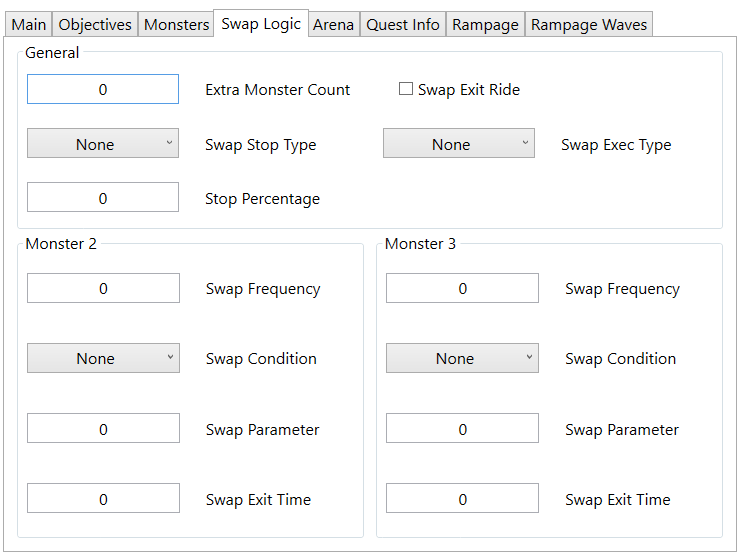 Main Objectives Monsters Swap Logic Arena Quest Info Rampage Rampage Waves
General
0 Extra Monster Count Swap Exit Ride
None Swap Stop Type None Swap Exec Type
0 Stop Percentage
Monster 2 Monster 3
0 Swap Frequency 0 Swap Frequency
None Swap Condition None Swap Condition
0 Swap Parameter 0 Swap Parameter
0 Swap Exit Time 0 Swap Exit Time